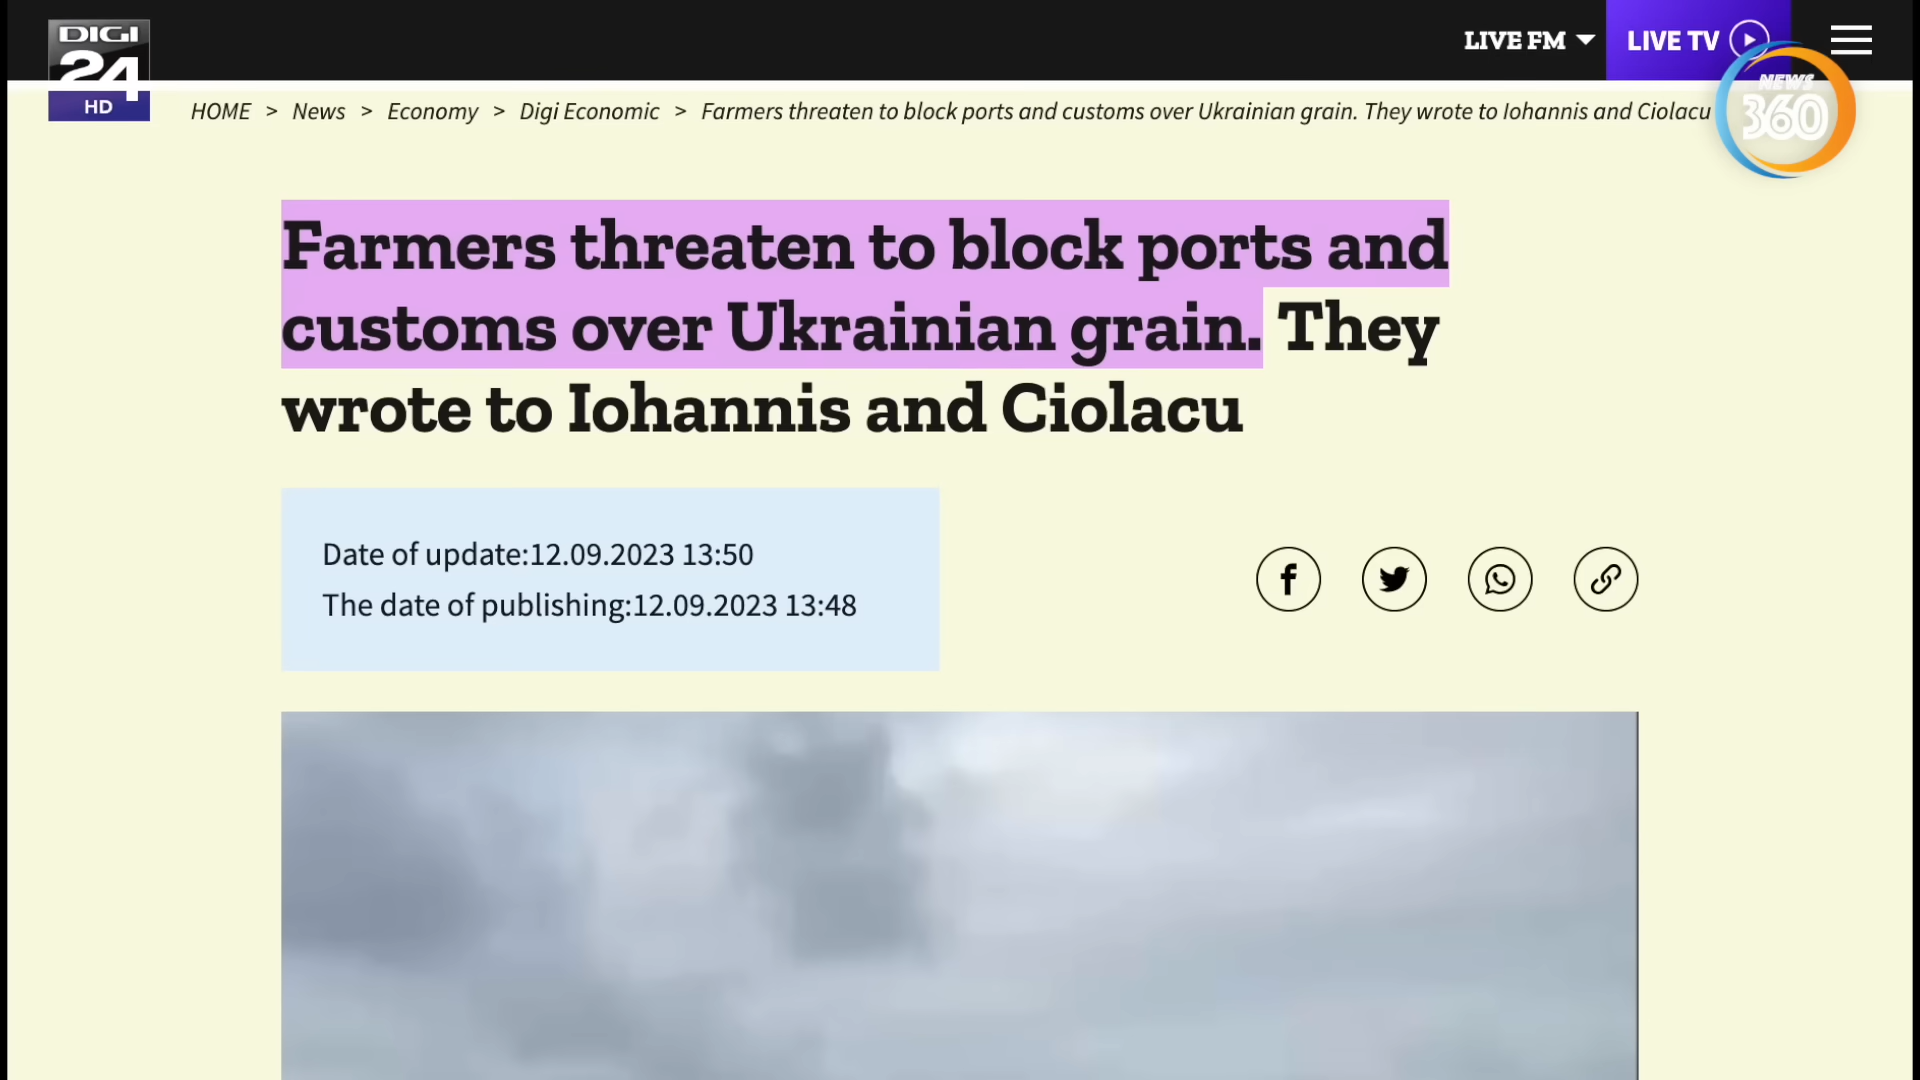 DIGI
24
HD
LIVE FM
LIVE TV
NEWS
360
HOME > News > Economy > Digi Economic > Farmers threaten to block ports and customs over Ukrainian grain. They wrote to Iohannis and Ciolacu
Farmers threaten to block ports and
customs over Ukrainian grain. They
wrote to Iohannis and Ciolacu
Date of update:12.09.2023 13:50
The date of publishing:12.09.2023 13:48